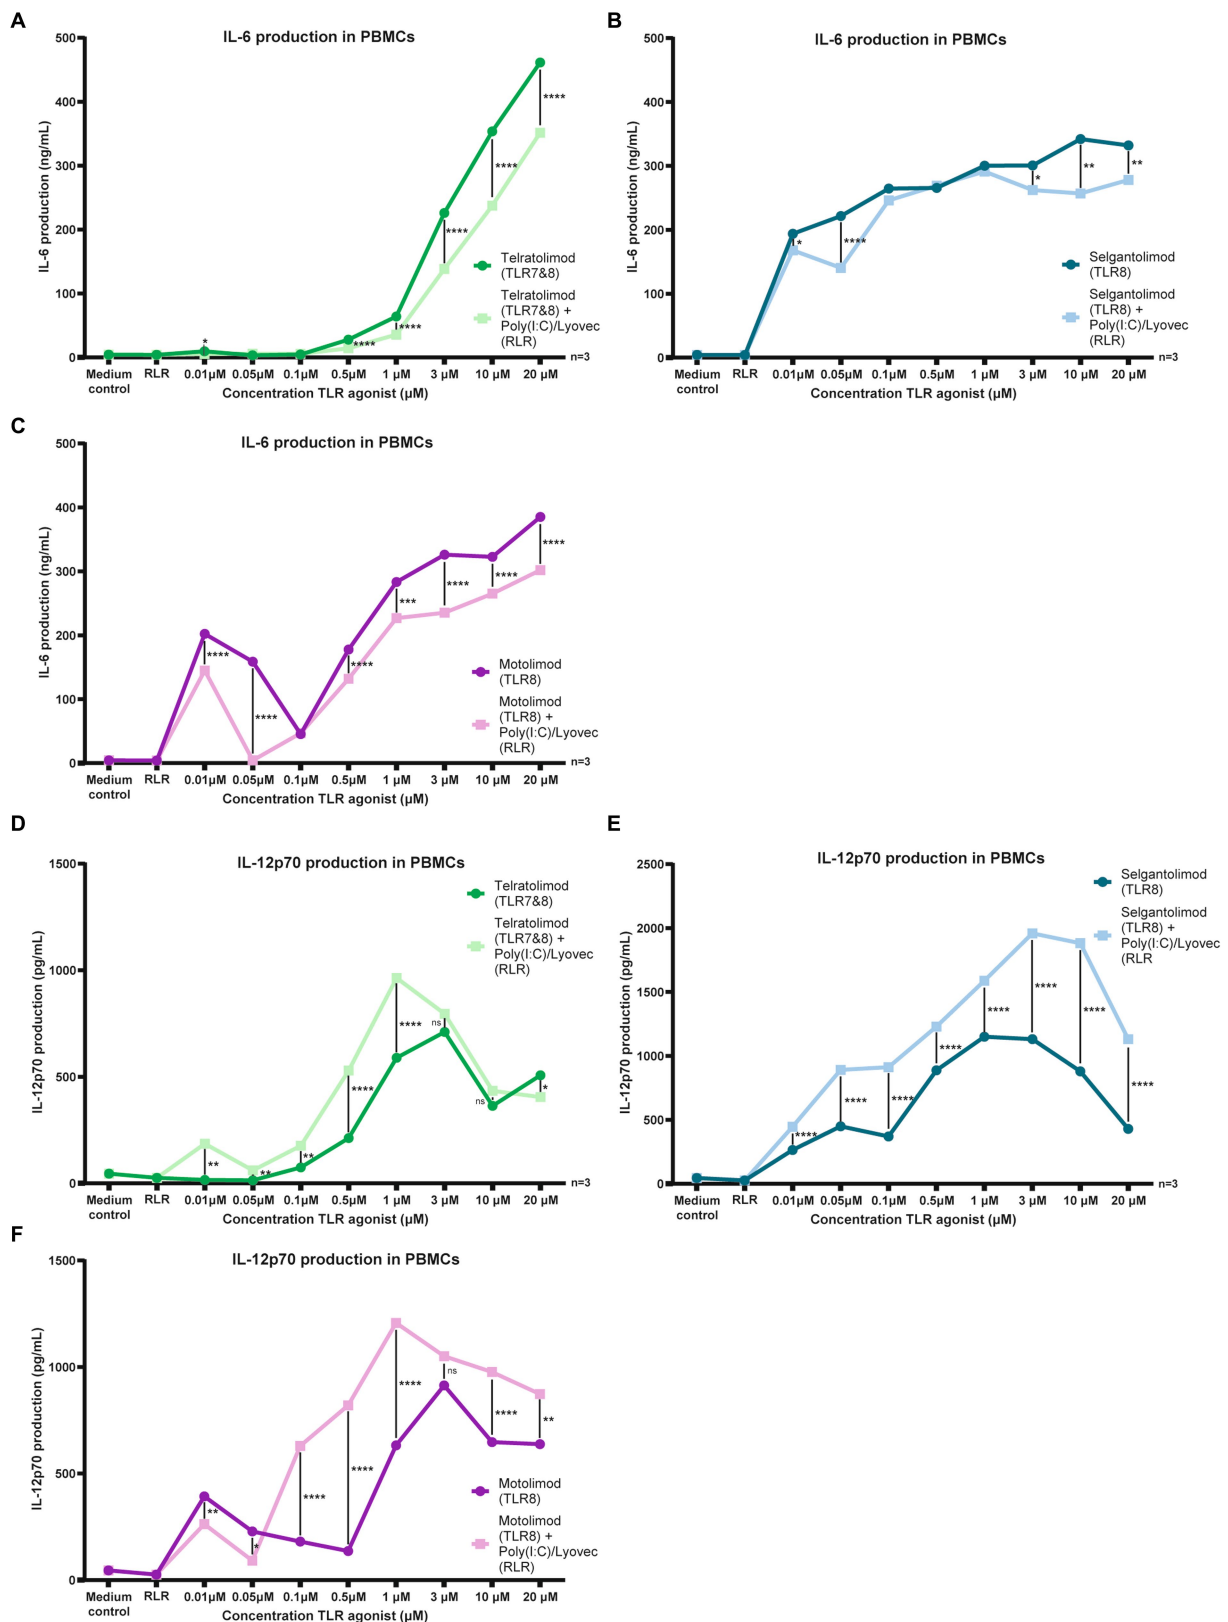 A
IL-6 production in PBMCs
IL-6 production (ng/mL)
500
400
300
200
100
0
*
****
****
****
****
****
Telratolimod
(TLR7&8)
Telratolimod
(TLR7&8) +
Poly(I:C)/Lyovec
(RLR)
n=3
Medium
control
RLR
0.01µM
0.05µM
0.1µM
0.5µM
1 µM
3 µM
10 µM
20 µM
Concentration TLR agonist (µM)
B
IL-6 production in PBMCs
IL-6 production (ng/mL)
500
400
300
200
100
0
*
****
*
**
**
Selgantolimod
(TLR8)
Selgantolimod
(TLR8) +
Poly(I:C)/Lyovec
(RLR)
n=3
Medium
control
RLR
0.01µM
0.05µM
0.1µM
0.5µM
1 µM
3 µM
10 µM
20 µM
Concentration TLR agonist (µM)
C
IL-6 production in PBMCs
IL-6 production (ng/mL)
500
400
300
200
100
0
****
****
****
***
****
****
****
Motolimod
(TLR8)
Motolimod
(TLR8) +
Poly(I:C)/Lyovec
(RLR)
n=3
Medium
control
RLR
0.01µM
0.05µM
0.1µM
0.5µM
1 µM
3 µM
10 µM
20 µM
Concentration TLR agonist (µM)
D
IL-12p70 production in PBMCs
IL-12p70 production (pg/mL)
1500
1000
500
0
**
**
**
****
****
ns
ns
*
Telratolimod
(TLR7&8)
Telratolimod
(TLR7&8) +
Poly(I:C)/Lyovec
(RLR)
n=3
Medium
control
RLR
0.01µM
0.05µM
0.1µM
0.5µM
1 µM
3 µM
10 µM
20 µM
Concentration TLR agonist (µM)
E
IL-12p70 production in PBMCs
IL-12p70 production (pg/mL)
2500
2000
1500
1000
500
0
****
****
****
****
****
****
****
****
Selgantolimod
(TLR8)
Selgantolimod
(TLR8) +
Poly(I:C)/Lyovec
(RLR
n=3
Medium
control
RLR
0.01µM
0.05µM
0.1µM
0.5µM
1 µM
3 µM
10 µM
20 µM
Concentration TLR agonist (µM)
F
IL-12p70 production in PBMCs
IL-12p70 production (pg/mL)
1500
1000
500
0
**
*
****
****
****
ns
****
**
Motolimod
(TLR8)
Motolimod
(TLR8) +
Poly(I:C)/Lyovec
(RLR)
n=3
Medium
control
RLR
0.01µM
0.05µM
0.1µM
0.5µM
1 µM
3 µM
10 µM
20 µM
Concentration TLR agonist (µM)